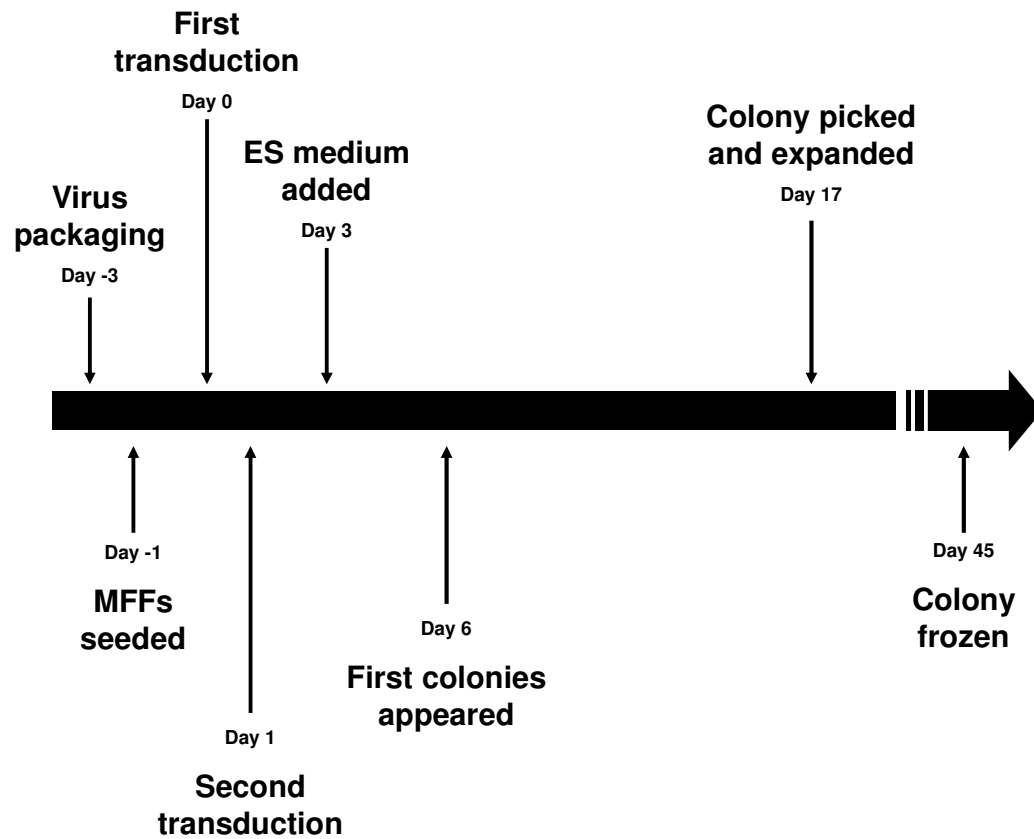 First
transduction
Day 0
ES medium
added
Day 3
Colony picked
and expanded
Day 17
Virus
packaging
Day -3
Day -1
MFFs
seeded
Day 1
Second
transduction
Day 6
First colonies
appeared
Day 45
Colony
frozen